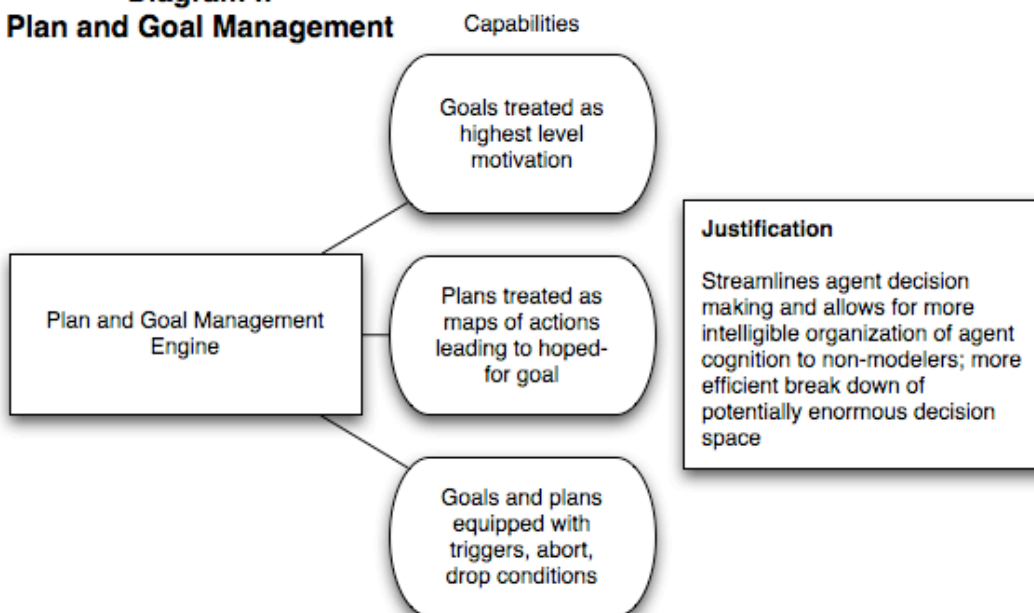 Plan and Goal Management
Capabilities
Goals treated as
highest level
motivation
Plan and Goal Management
Engine
Plans treated as
maps of actions
leading to hoped-
for goal
Goals and plans
equipped with
triggers, abort,
drop conditions
Justification
Streamlines agent decision
making and allows for more
intelligible organization of agent
cognition to non-modelers; more
efficient break down of
potentially enormous decision
space